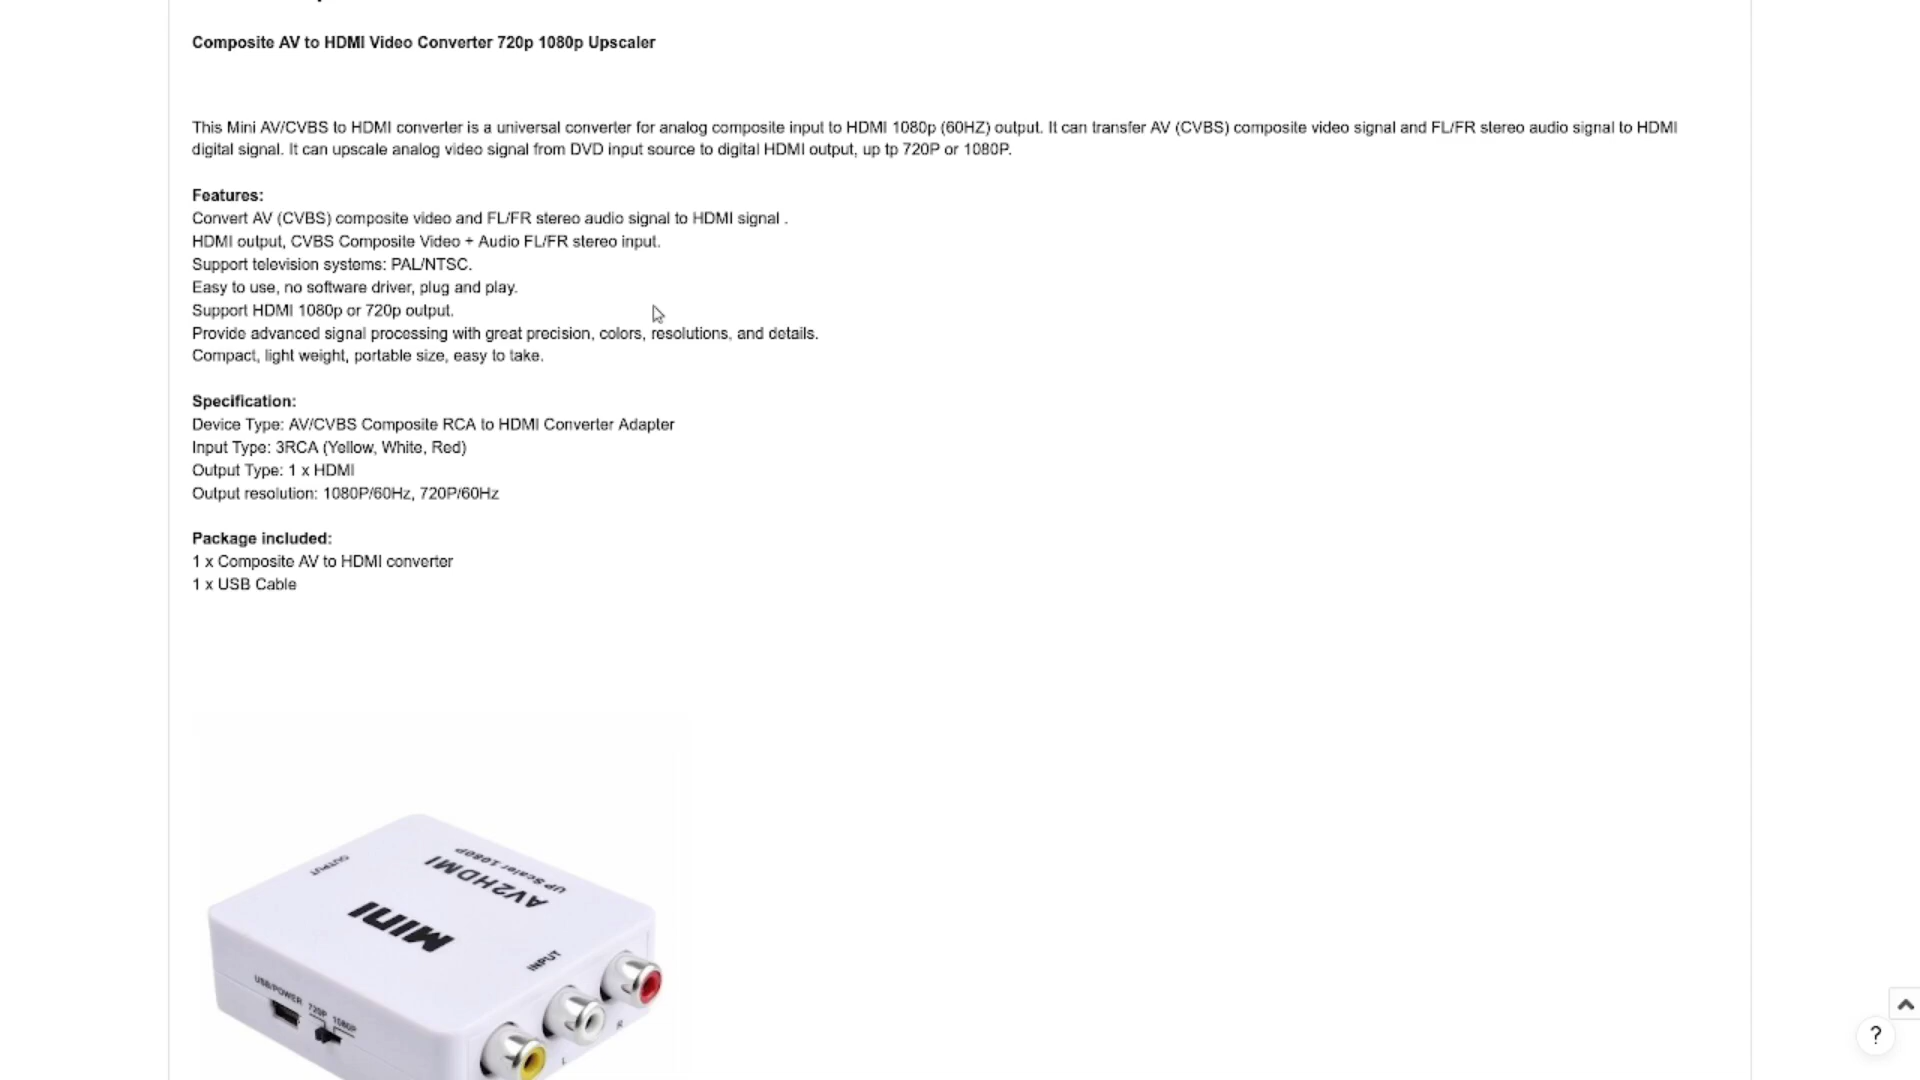 Composite AV to HDMI Video Converter 720p 1080p Upscaler
This Mini AV/CVBS to HDMI converter is a universal converter for analog composite input to HDMI 1080p (60HZ) output. It can transfer AV (CVBS) composite video signal and FL/FR stereo audio signal to HDMI
digital signal. It can upscale analog video signal from DVD input source to digital HDMI output, up tp 720P or 1080P.
Features:
Convert AV (CVBS) composite video and FL/FR stereo audio signal to HDMI signal .
HDMI output, CVBS Composite Video + Audio FL/FR stereo input.
Support television systems: PAL/NTSC.
Easy to use, no software driver, plug and play.
Support HDMI 1080p or 720p output.
Provide advanced signal processing with great precision, colors, resolutions, and details.
Compact, light weight, portable size, easy to take.
Specification:
Device Type: AV/CVBS Composite RCA to HDMI Converter Adapter
Input Type: 3RCA (Yellow, White, Red)
Output Type: 1 x HDMI
Output resolution: 1080P/60Hz, 720P/60Hz
Package included:
1 x Composite AV to HDMI converter
1 x USB Cable
OUTPUT
UP Scaler 1080P
AV2HDMI
MINI
INPUT
USB/POWER 720P 1080P
R
L
?